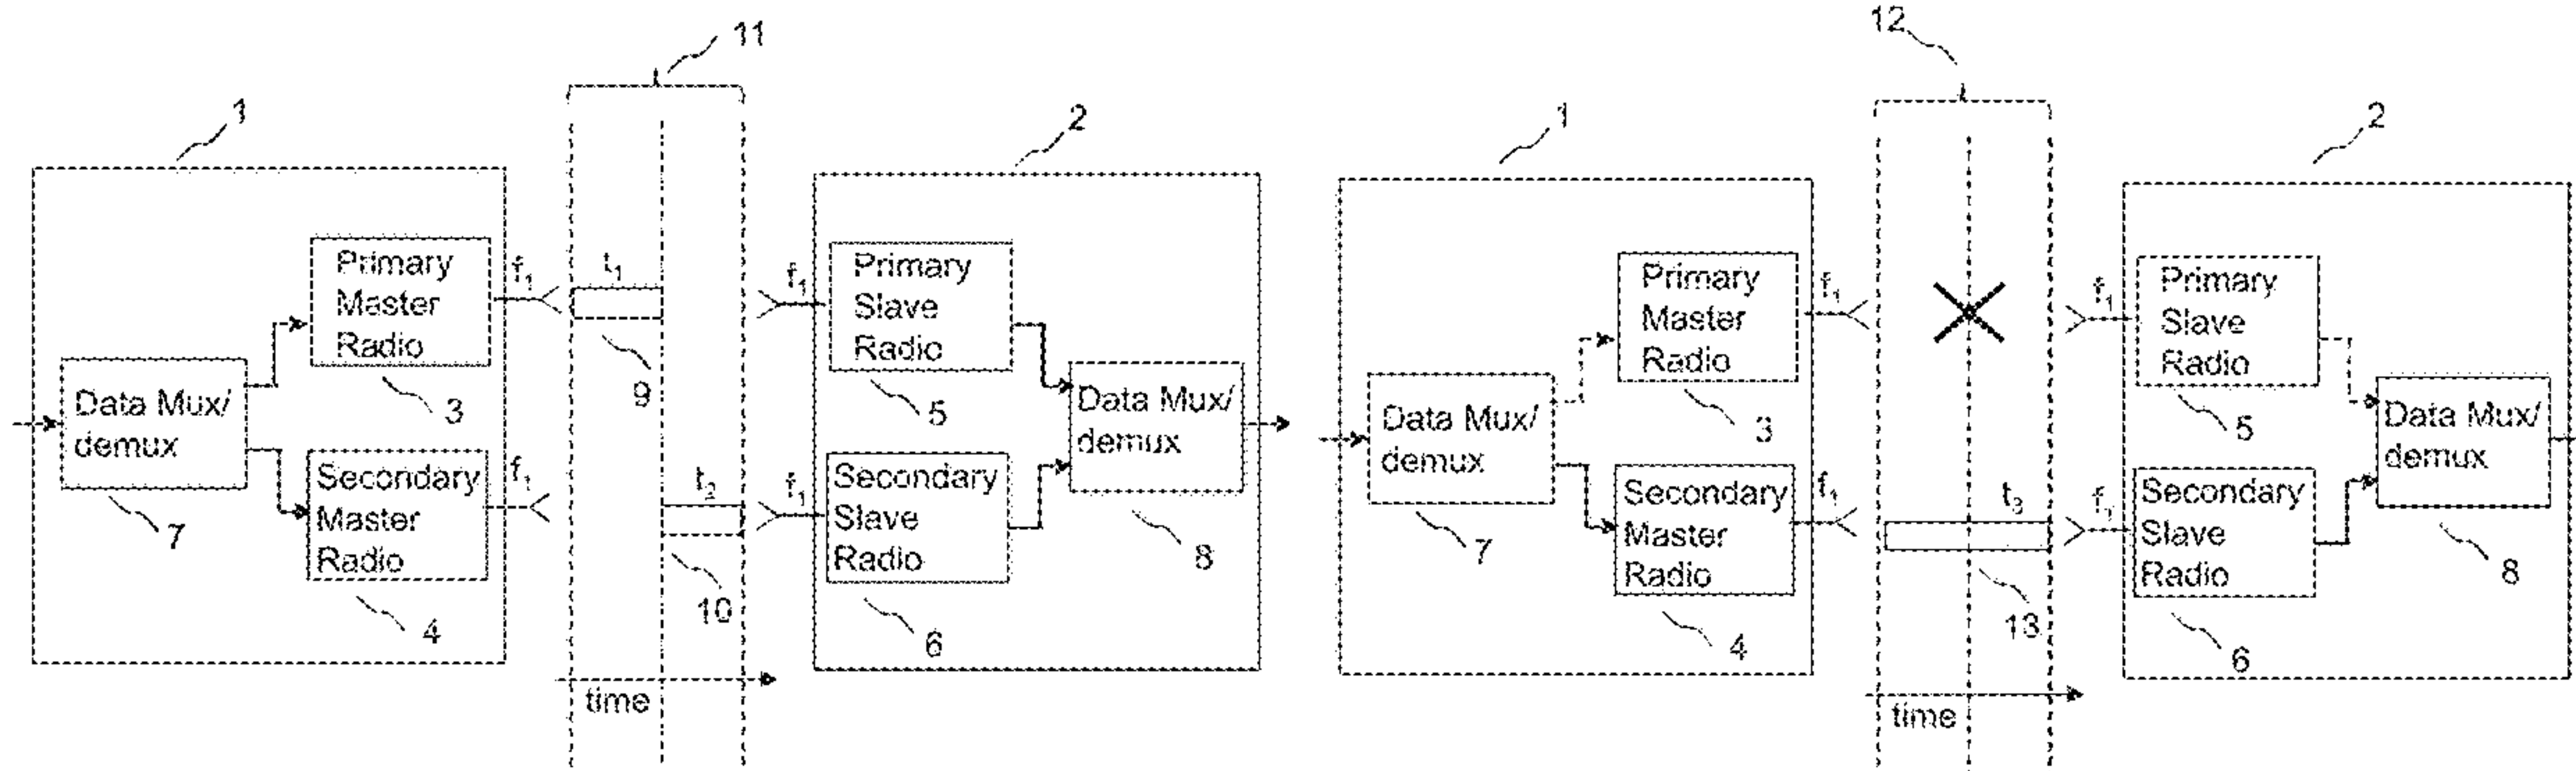 11
12
1
2
1
2
Primary
Master
Radio
f1
t1
f1
Primary
Slave
Radio
Primary
Master
Radio
f1
f1
Primary
Slave
Radio
3
9
5
3
5
Data Mux/
demux
Data Mux/
demux
Data Mux/
demux
Data Mux/
demux
Secondary
Master
Radio
f1
t2
f1
Secondary
Slave
Radio
Secondary
Master
Radio
f1
t3
f1
Secondary
Slave
Radio
7
10
8
7
13
8
4
6
4
6
time
time